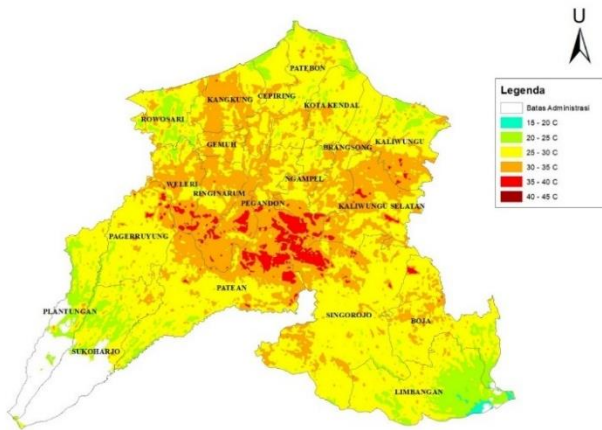 U
PATEBON
CEPIRING
KANGKUNG
KOTA KENDAL
ROWOSARI
GEMUH
BRANGSONG
KALIWUNGU
WELERI
RINGINARUM
NGAMPEL
PEGANDON
KALIWUNGU SELATAN
PAGERRUYUNG
PATEAN
PLANTUNGAN
SUKOHARJO
SINGOROJO
BOJA
LIMBANGAN
Legenda
Batas Administrasi
15 - 20 C
20 - 25 C
25 - 30 C
30 - 35 C
35 - 40 C
40 - 45 C